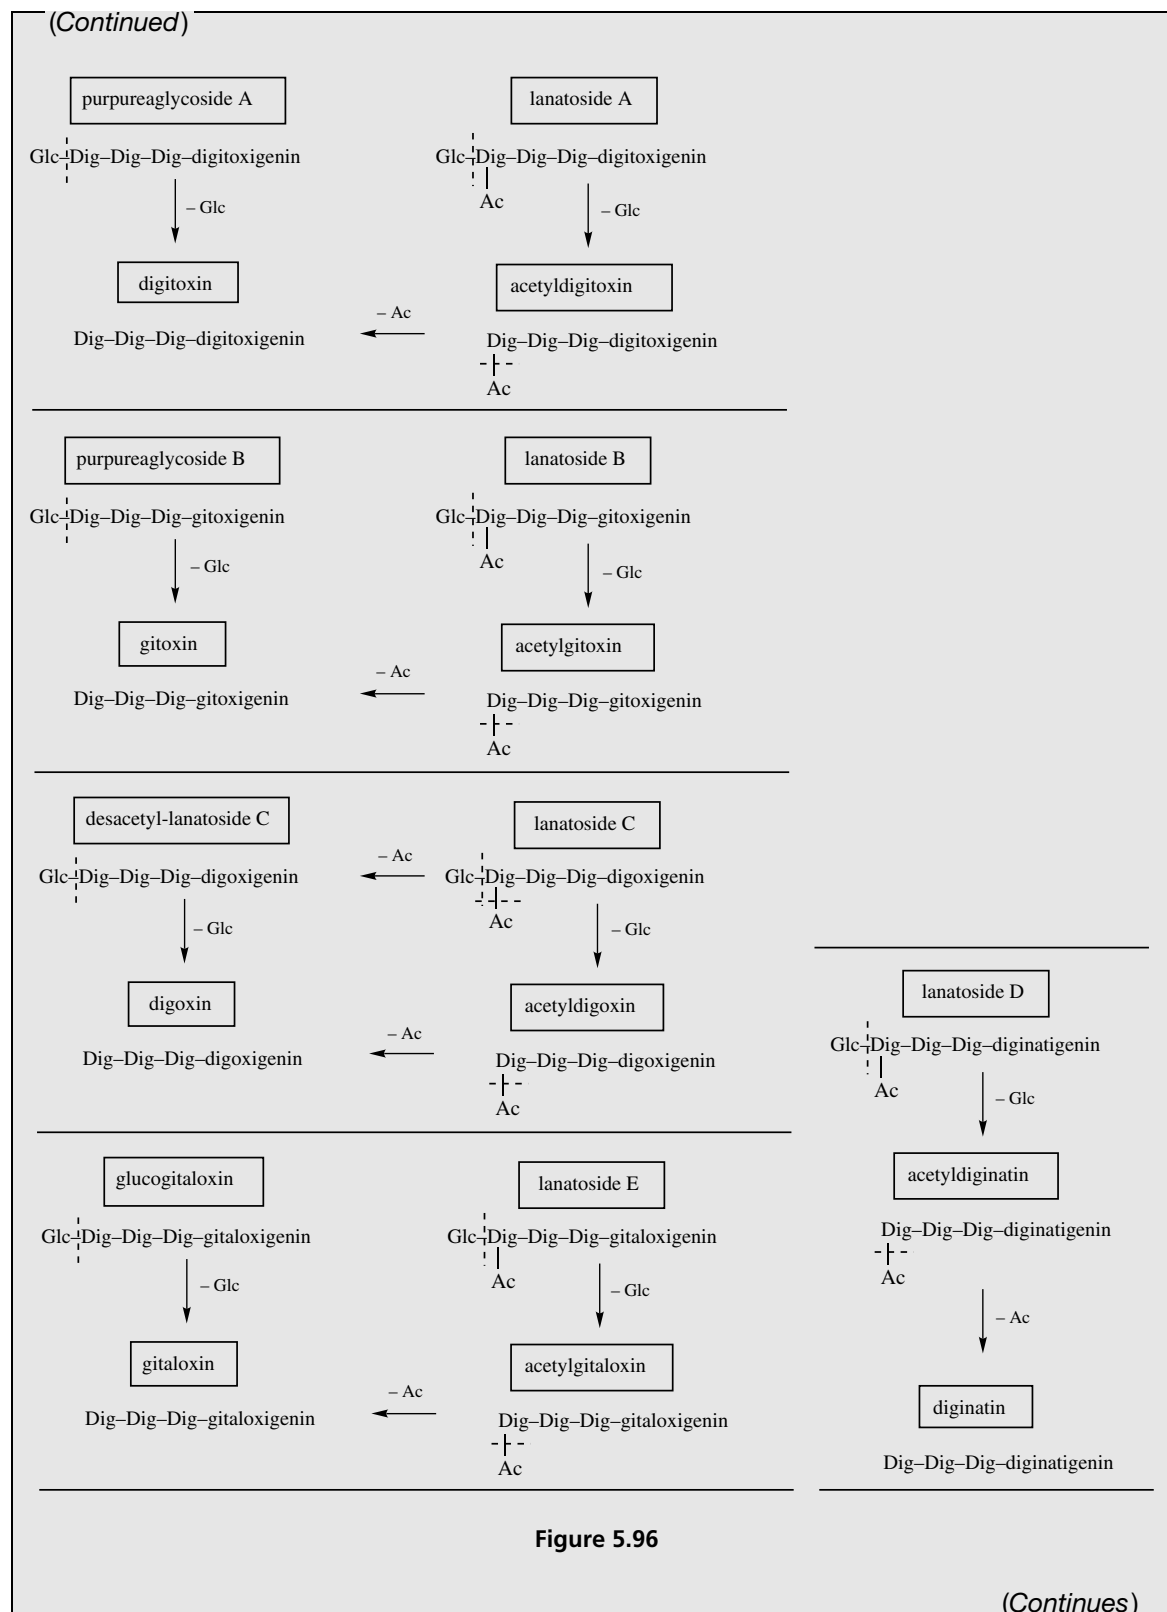 (Continued)
purpureaglycoside A
lanatoside A
Glc–Dig–Dig–Dig–digitoxigenin
Glc–Dig–Dig–Dig–digitoxigenin
Ac
– Glc
– Glc
digitoxin
acetyldigitoxin
– Ac
Dig–Dig–Dig–digitoxigenin
Dig–Dig–Dig–digitoxigenin
Ac
purpureaglycoside B
lanatoside B
Glc–Dig–Dig–Dig–gitoxigenin
Glc–Dig–Dig–Dig–gitoxigenin
Ac
– Glc
– Glc
gitoxin
acetylgitoxin
– Ac
Dig–Dig–Dig–gitoxigenin
Dig–Dig–Dig–gitoxigenin
Ac
desacetyl-lanatoside C
lanatoside C
– Ac
Glc–Dig–Dig–Dig–digoxigenin
Glc–Dig–Dig–Dig–digoxigenin
Ac
– Glc
– Glc
digoxin
acetyldigoxin
– Ac
Dig–Dig–Dig–digoxigenin
Dig–Dig–Dig–digoxigenin
Ac
glucogitaloxin
lanatoside E
Glc–Dig–Dig–Dig–gitaloxigenin
Glc–Dig–Dig–Dig–gitaloxigenin
Ac
– Glc
– Glc
gitaloxin
acetylgitaloxin
– Ac
Dig–Dig–Dig–gitaloxigenin
Dig–Dig–Dig–gitaloxigenin
Ac
lanatoside D
Glc–Dig–Dig–Dig–diginatigenin
Ac
– Glc
acetyldiginatin
Dig–Dig–Dig–diginatigenin
Ac
– Ac
diginatin
Dig–Dig–Dig–diginatigenin
Figure 5.96
(Continues)